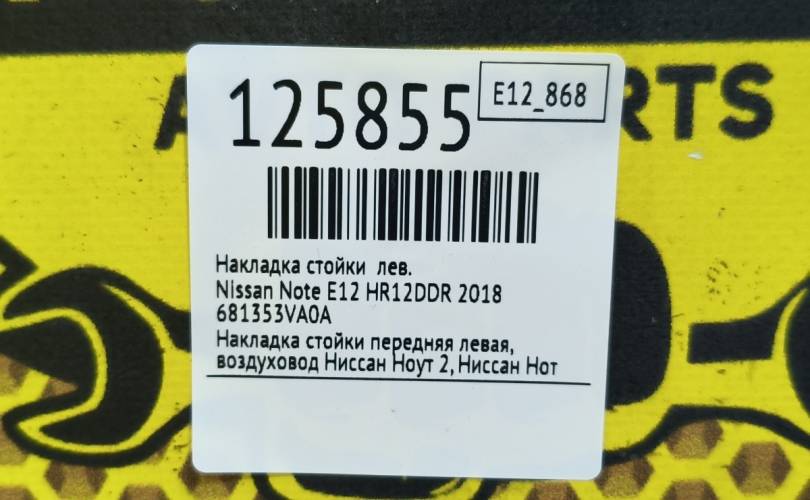 125855
E12_868
RTS
Накладка стойки лев.
Nissan Note E12 HR12DDR 2018
681353VA0A
Накладка стойки передняя левая,
воздуховод Ниссан Ноут 2, Ниссан Нот